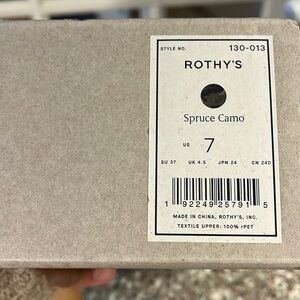 STYLE NO. 130-013
ROTHY'S
Spruce Camo
US 7
EU 37 UK 4.5 JPN 24 CN 240
1 92249 25791 5
MADE IN CHINA, ROTHY'S, INC.
TEXTILE UPPER: 100% rPET